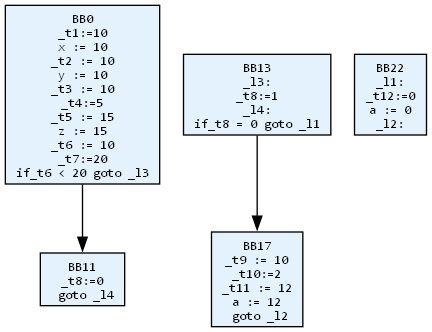 BB0
_t1:=10
x := 10
_t2 := 10
y := 10
_t3 := 10
_t4:=5
_t5 := 15
z := 15
_t6 := 10
_t7:=20
if_t6 < 20 goto _l3
BB11
_t8:=0
goto _l4
BB13
_l3:
_t8:=1
_l4:
if_t8 = 0 goto _l1
BB17
_t9 := 10
_t10:=2
_t11 := 12
a := 12
goto _l2
BB22
_l1:
_t12:=0
a := 0
_l2: